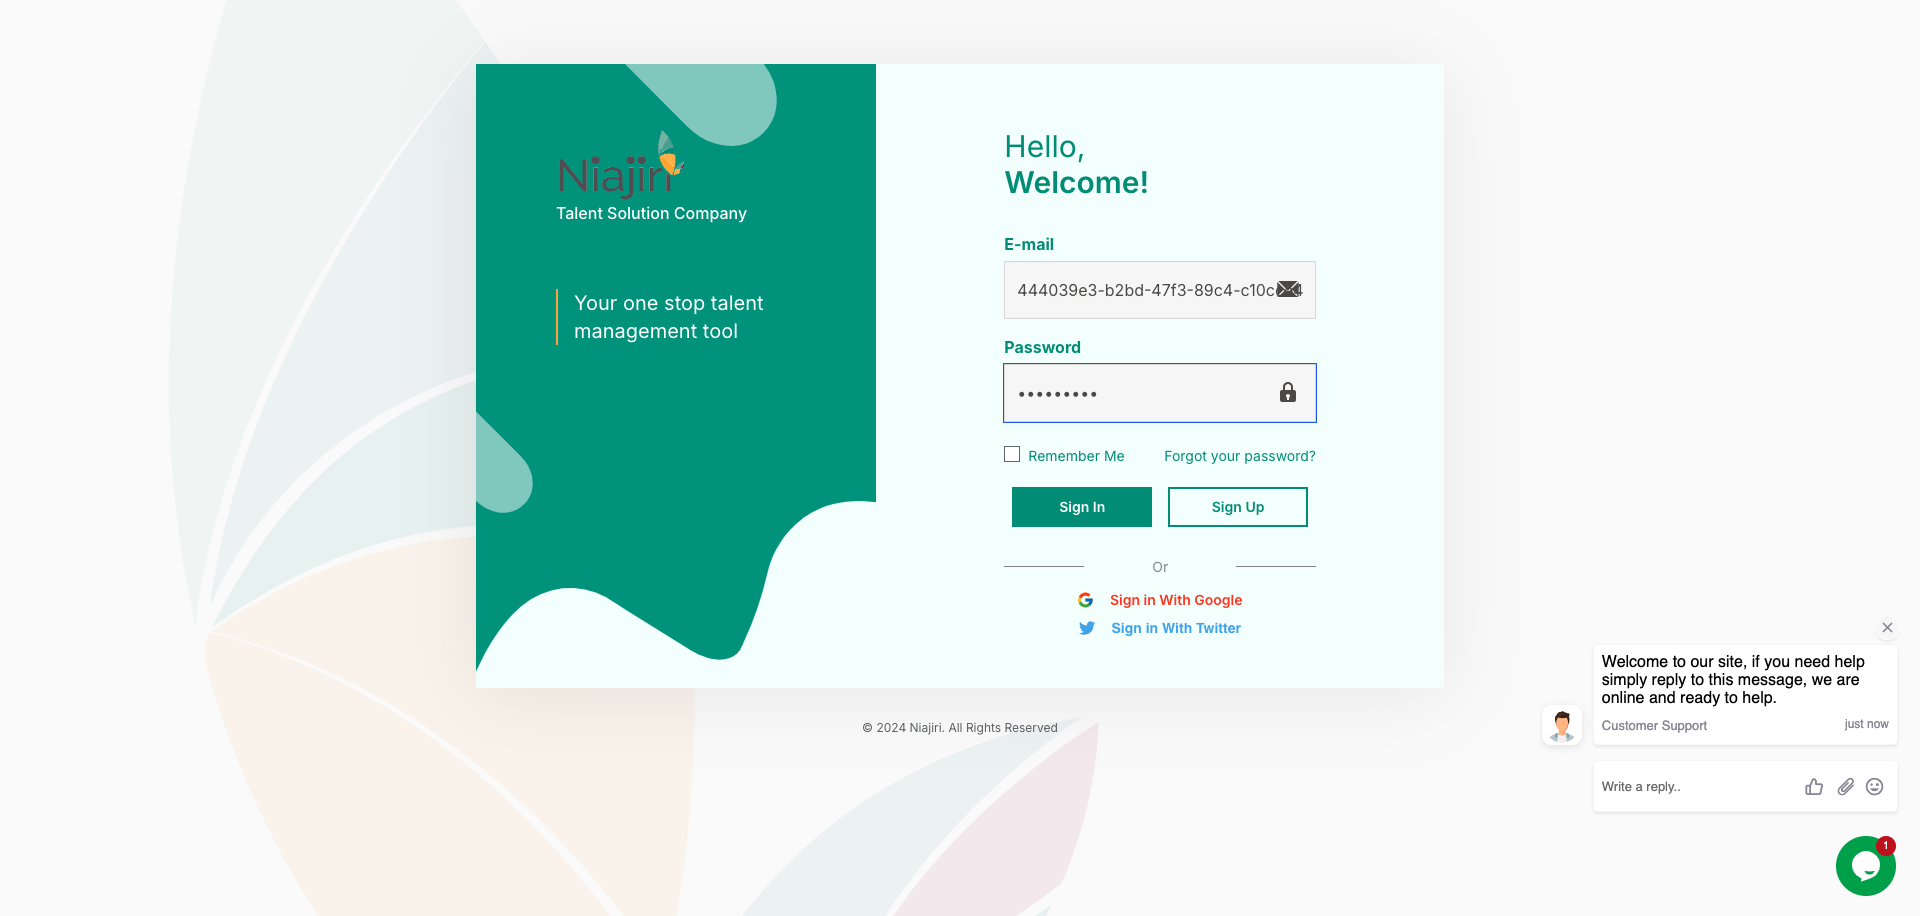 Niajiri
Talent Solution Company
Your one stop talent
management tool
Hello,
Welcome!
E-mail
444039e3-b2bd-47f3-89c4-c10c
Password
Remember Me
Forgot your password?
Sign In
Sign Up
Or
Sign in With Google
Sign in With Twitter
© 2024 Niajiri. All Rights Reserved
Welcome to our site, if you need help
simply reply to this message, we are
online and ready to help.
Customer Support
just now
Write a reply..
1